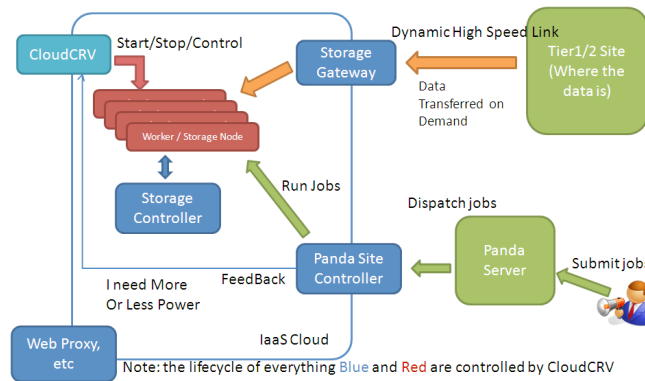 CloudCRV
Start/Stop/Control
Storage
Gateway
Dynamic High Speed Link
Tier1/2 Site
(Where the
data is)
Data
Transferred on
Demand
Worker / Storage Node
Storage
Controller
Run Jobs
Dispatch jobs
Panda Site
Controller
Panda
Server
Submit jobs
FeedBack
I need More
Or Less Power
IaaS Cloud
Web Proxy,
etc
Note: the lifecycle of everything Blue and Red are controlled by CloudCRV